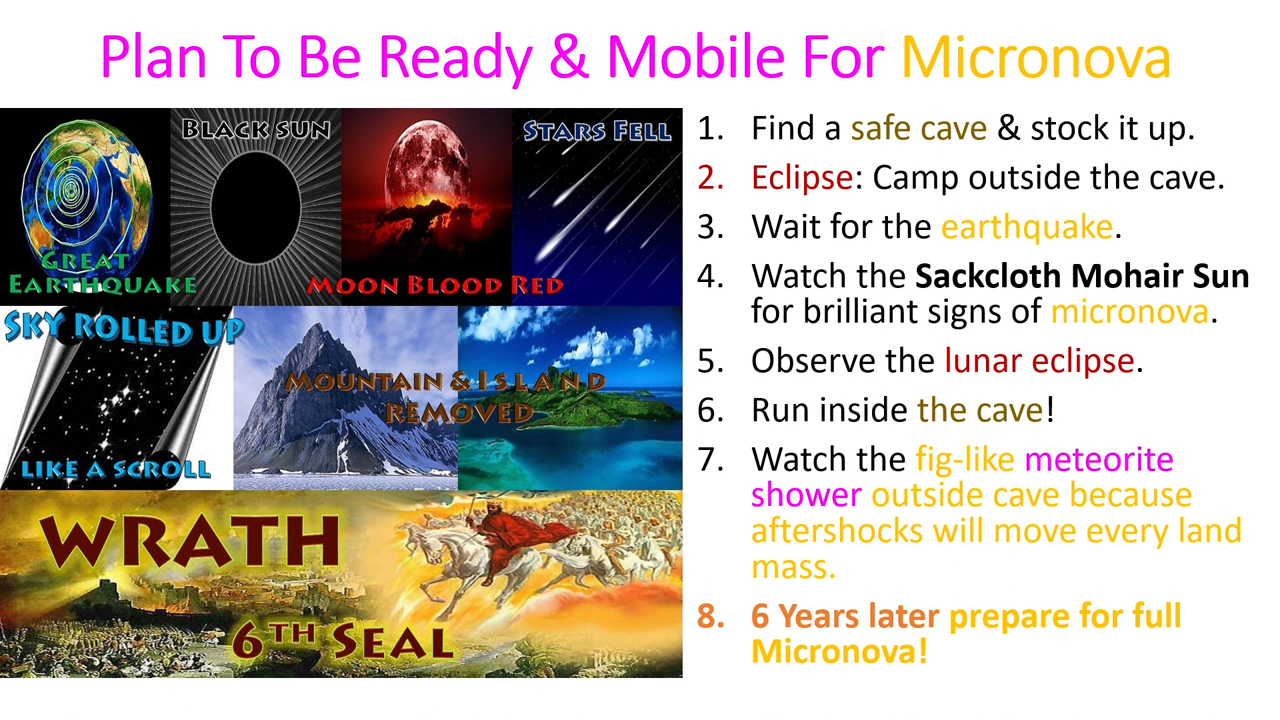 Plan To Be Ready & Mobile For Micronova
BLACK SUN
STARS FELL
GREAT
EARTHQUAKE
MOON BLOOD RED
SKY ROLLED UP
LIKE A SCROLL
MOUNTAIN & ISLAND
REMOVED
WRATH
6TH SEAL
1. Find a safe cave & stock it up.
2. Eclipse: Camp outside the cave.
3. Wait for the earthquake.
4. Watch the Sackcloth Mohair Sun
for brilliant signs of micronova.
5. Observe the lunar eclipse.
6. Run inside the cave!
7. Watch the fig-like meteorite
shower outside cave because
aftershocks will move every land
mass.
8. 6 Years later prepare for full
Micronova!